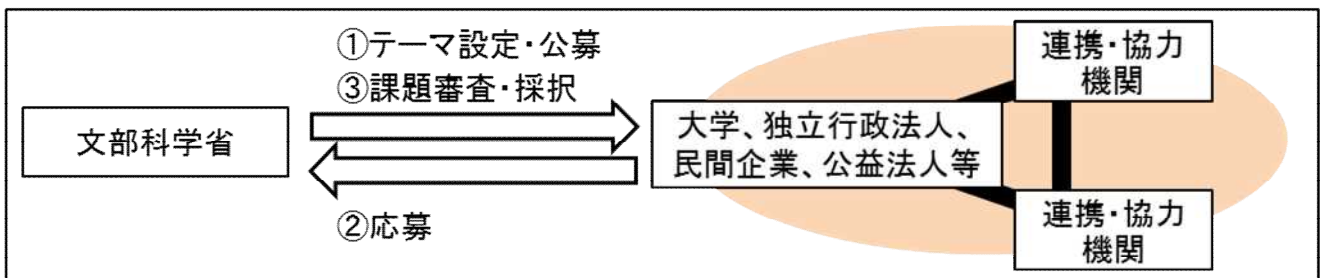 文部科学省
①テーマ設定・公募
③課題審査・採択
②応募
大学、独立行政法人、
民間企業、公益法人等
連携・協力
機関
連携・協力
機関